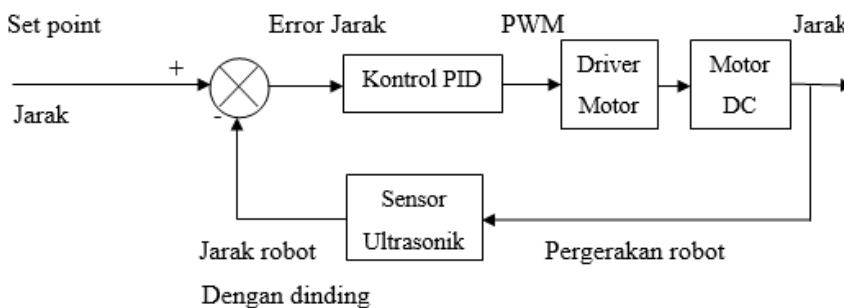 Set point
Error Jarak
PWM
Jarak
+
Jarak
-
Kontrol PID
Driver
Motor
Motor
DC
Sensor
Ultrasonik
Jarak robot
Dengan dinding
Pergerakan robot